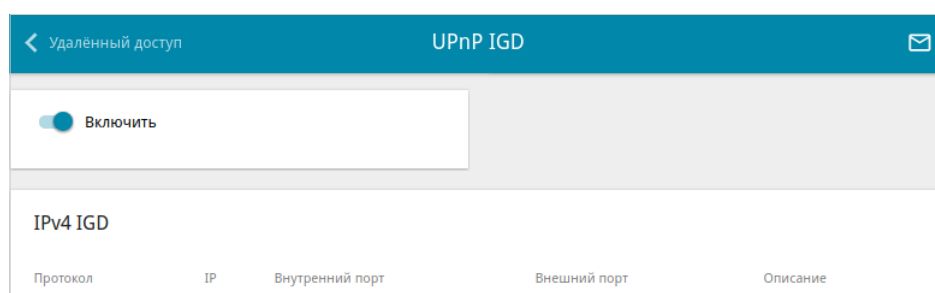 Удалённый доступ UPnP IGD
Включить
IPv4 IGD
Протокол IP Внутренний порт Внешний порт Описание